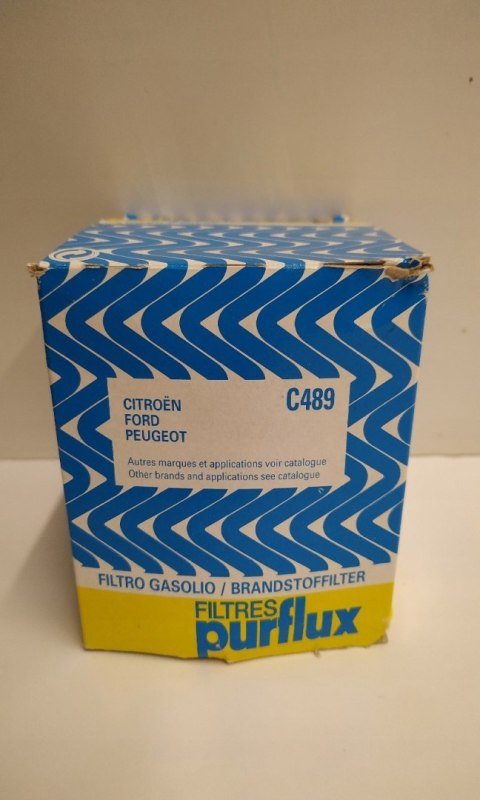 CITROËN
FORD
PEUGEOT
C489
Autres marques et applications voir catalogue
Other brands and applications see catalogue
FILTRO GASOLIO / BRANDSTOFFILTER
FILTRES
purflux